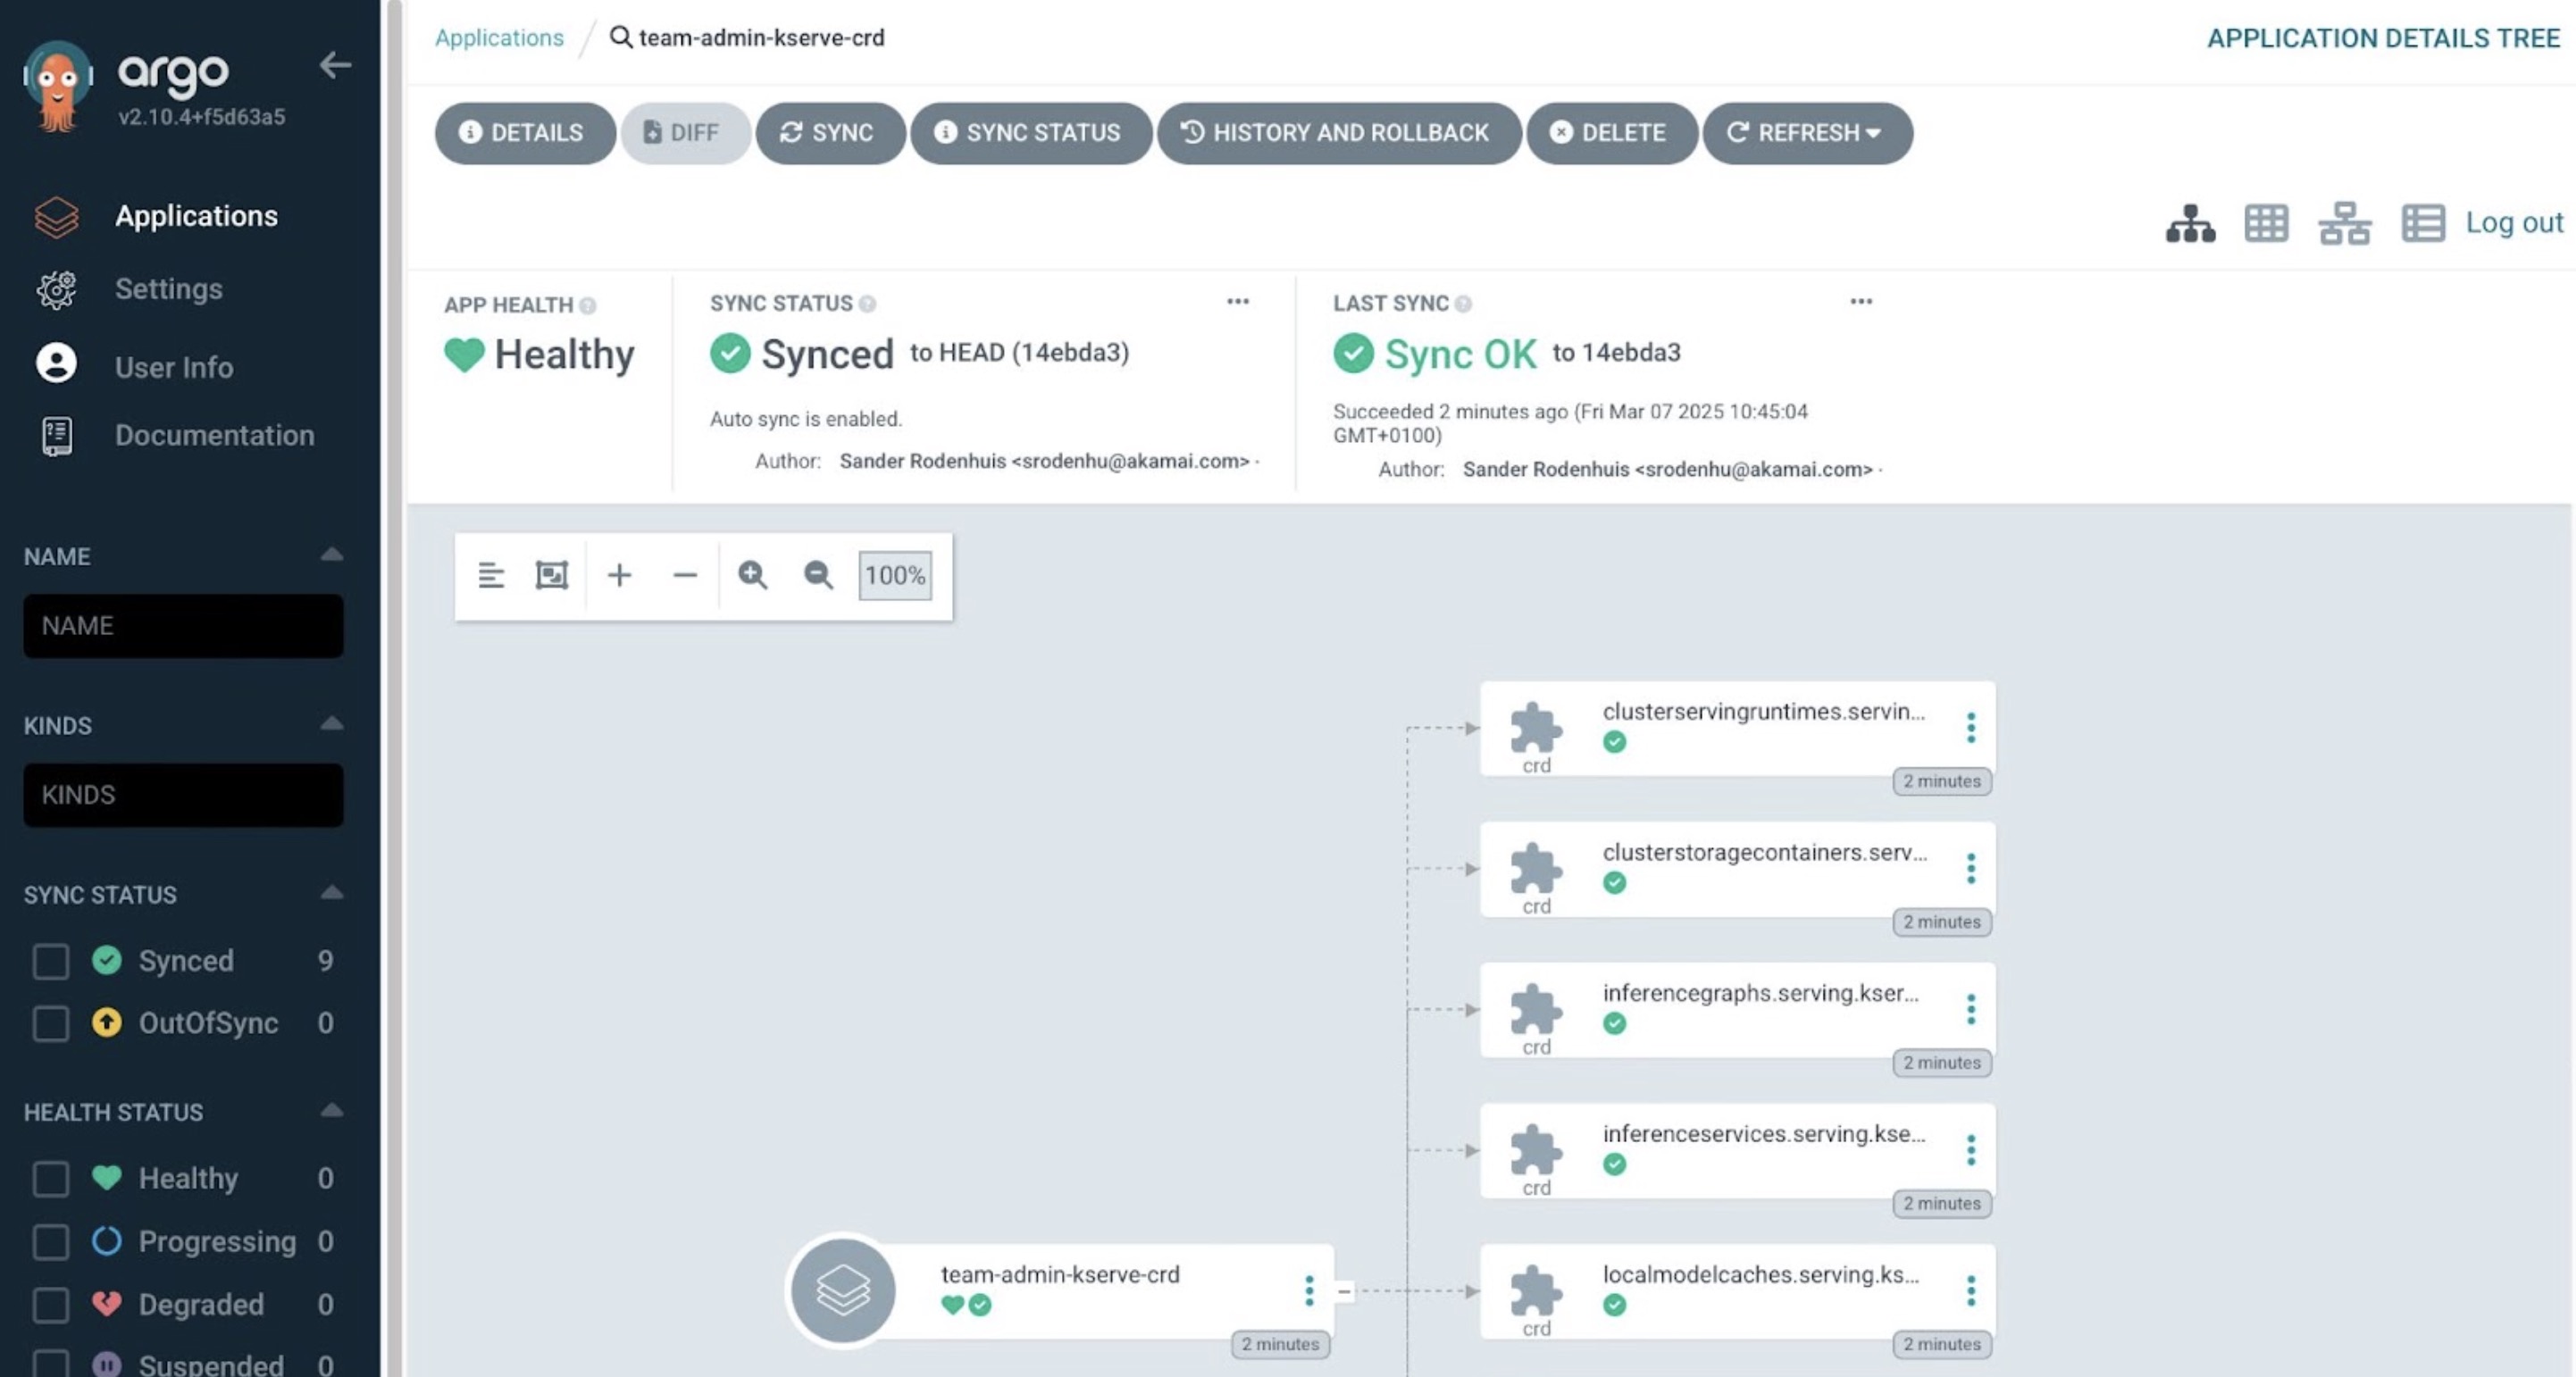 argo
v2.10.4+f5d63a5
Applications
Settings
User Info
Documentation
NAME
NAME
KINDS
KINDS
SYNC STATUS
Synced 9
OutOfSync 0
HEALTH STATUS
Healthy 0
Progressing 0
Degraded 0
Suspended 0
Applications / team-admin-kserve-crd
APPLICATION DETAILS TREE
DETAILS DIFF SYNC SYNC STATUS HISTORY AND ROLLBACK DELETE REFRESH
Log out
APP HEALTH
Healthy
SYNC STATUS
Synced to HEAD (14ebda3)
Auto sync is enabled.
Author: Sander Rodenhuis <srodenhu@akamai.com> ·
LAST SYNC
Sync OK to 14ebda3
Succeeded 2 minutes ago (Fri Mar 07 2025 10:45:04
GMT+0100)
Author: Sander Rodenhuis <srodenhu@akamai.com> ·
100%
clusterservingruntimes.servin...
crd
2 minutes
clusterstoragecontainers.serv...
crd
2 minutes
inferencegraphs.serving.kser...
crd
2 minutes
inferenceservices.serving.kse...
crd
2 minutes
team-admin-kserve-crd
2 minutes
localmodelcaches.serving.ks...
crd
2 minutes